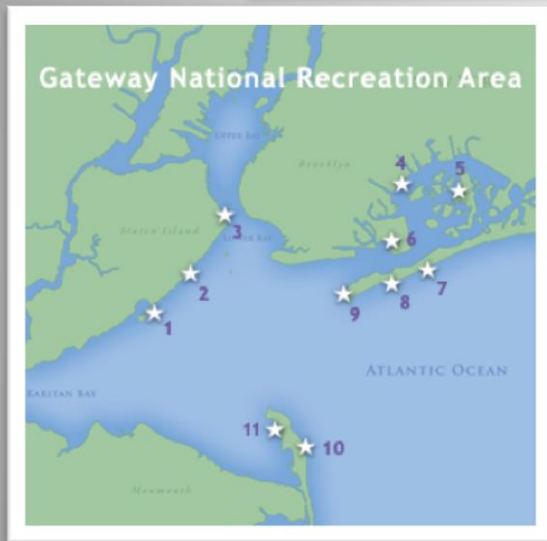 Gateway National Recreation Area
UPPER BAY
Brooklyn
4
5
Staten Island
3
LOWER BAY
6
2
7
8
9
1
ATLANTIC OCEAN
RARITAN BAY
11
10
Monmouth